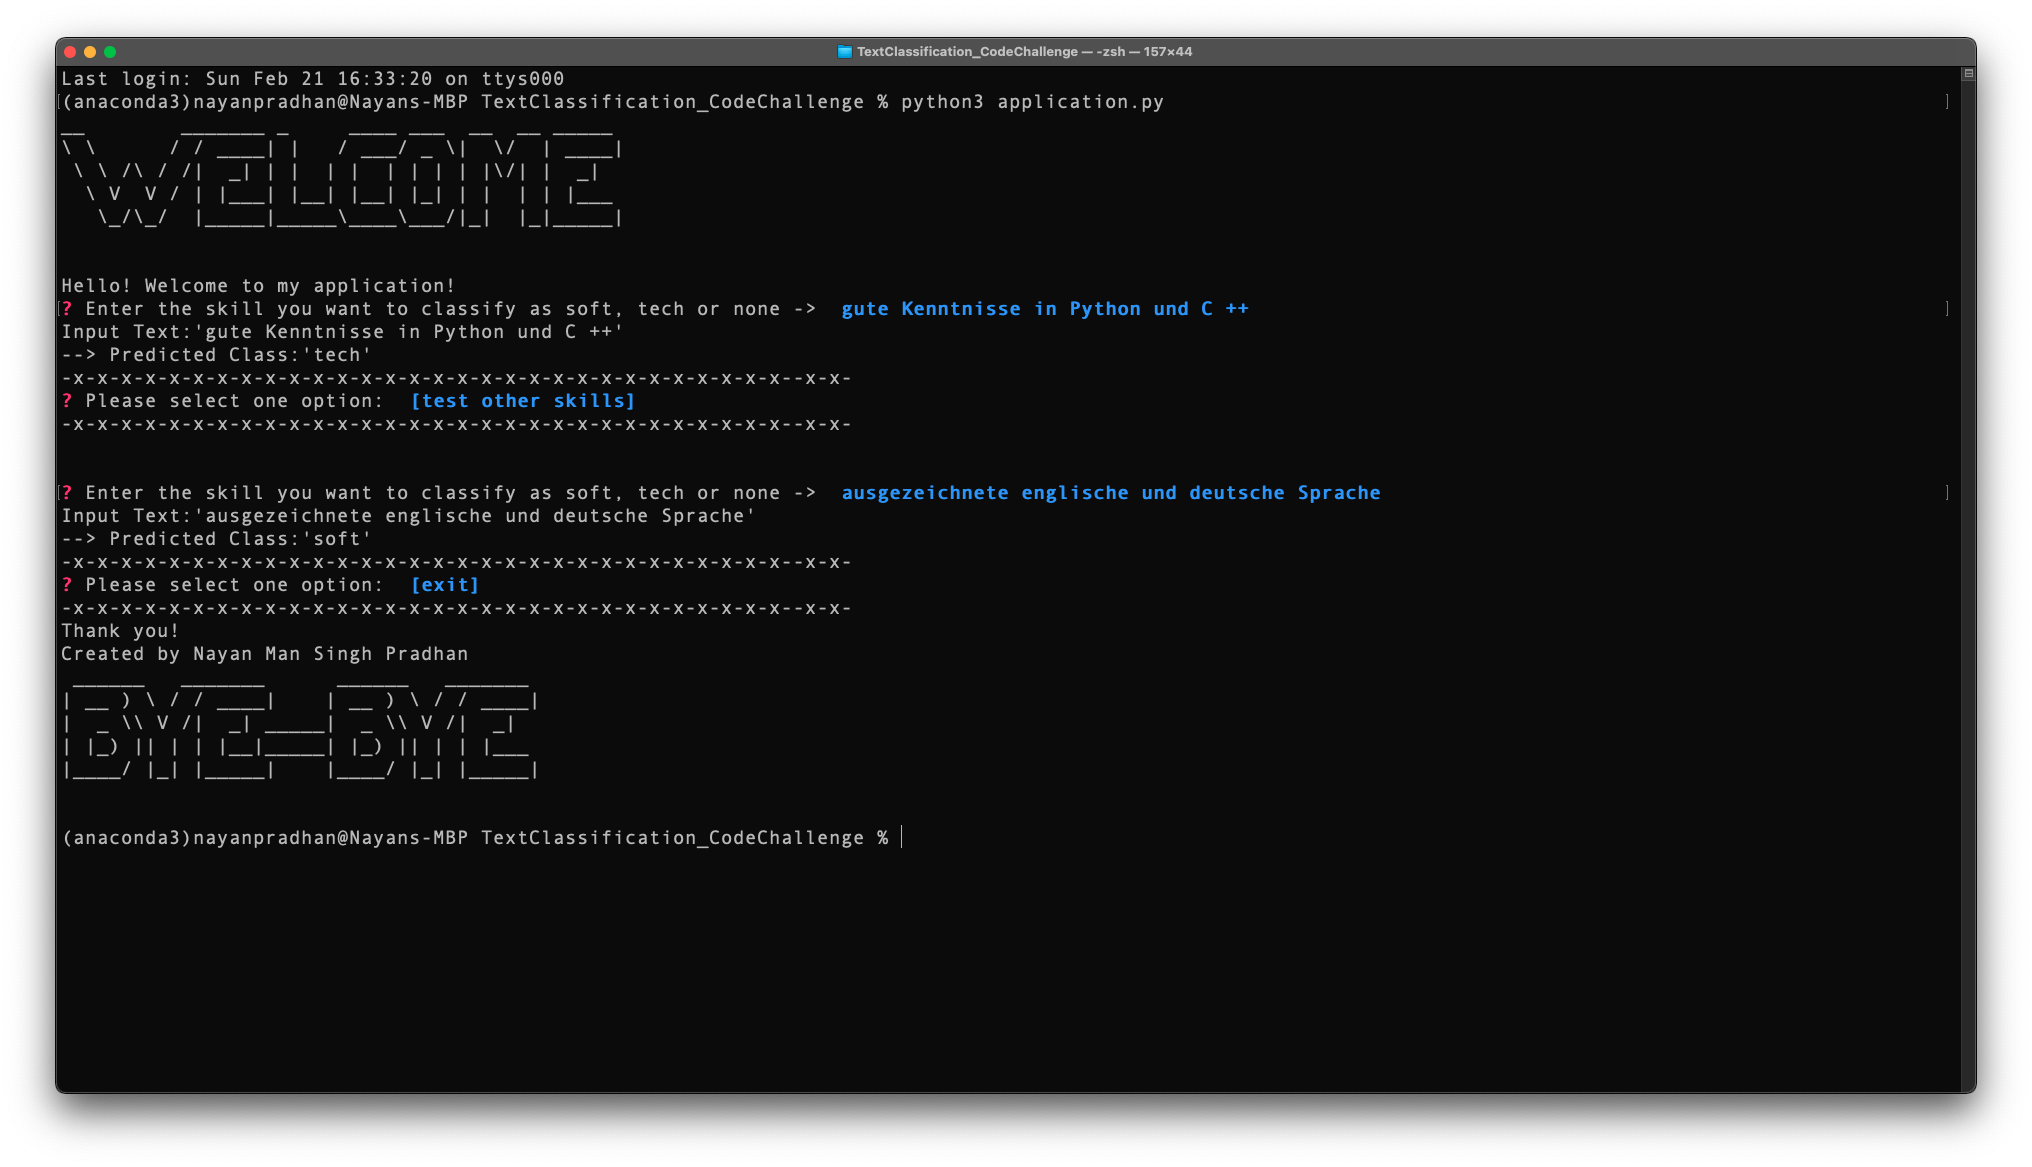 TextClassification_CodeChallenge — -zsh — 157×44
Last login: Sun Feb 21 16:33:20 on ttys000
(anaconda3)nayanpradhan@Nayans-MBP TextClassification_CodeChallenge % python3 application.py
WELCOME
Hello! Welcome to my application!
? Enter the skill you want to classify as soft, tech or none ->  gute Kenntnisse in Python und C ++
Input Text:'gute Kenntnisse in Python und C ++'
--> Predicted Class:'tech'
-x-x-x-x-x-x-x-x-x-x-x-x-x-x-x-x-x-x-x-x-x-x-x-x-x-x-x-x-x-x--x-x-
? Please select one option:  [test other skills]
-x-x-x-x-x-x-x-x-x-x-x-x-x-x-x-x-x-x-x-x-x-x-x-x-x-x-x-x-x-x--x-x-
? Enter the skill you want to classify as soft, tech or none ->  ausgezeichnete englische und deutsche Sprache
Input Text:'ausgezeichnete englische und deutsche Sprache'
--> Predicted Class:'soft'
-x-x-x-x-x-x-x-x-x-x-x-x-x-x-x-x-x-x-x-x-x-x-x-x-x-x-x-x-x-x--x-x-
? Please select one option:  [exit]
-x-x-x-x-x-x-x-x-x-x-x-x-x-x-x-x-x-x-x-x-x-x-x-x-x-x-x-x-x-x--x-x-
Thank you!
Created by Nayan Man Singh Pradhan
BYE-BYE
(anaconda3)nayanpradhan@Nayans-MBP TextClassification_CodeChallenge %